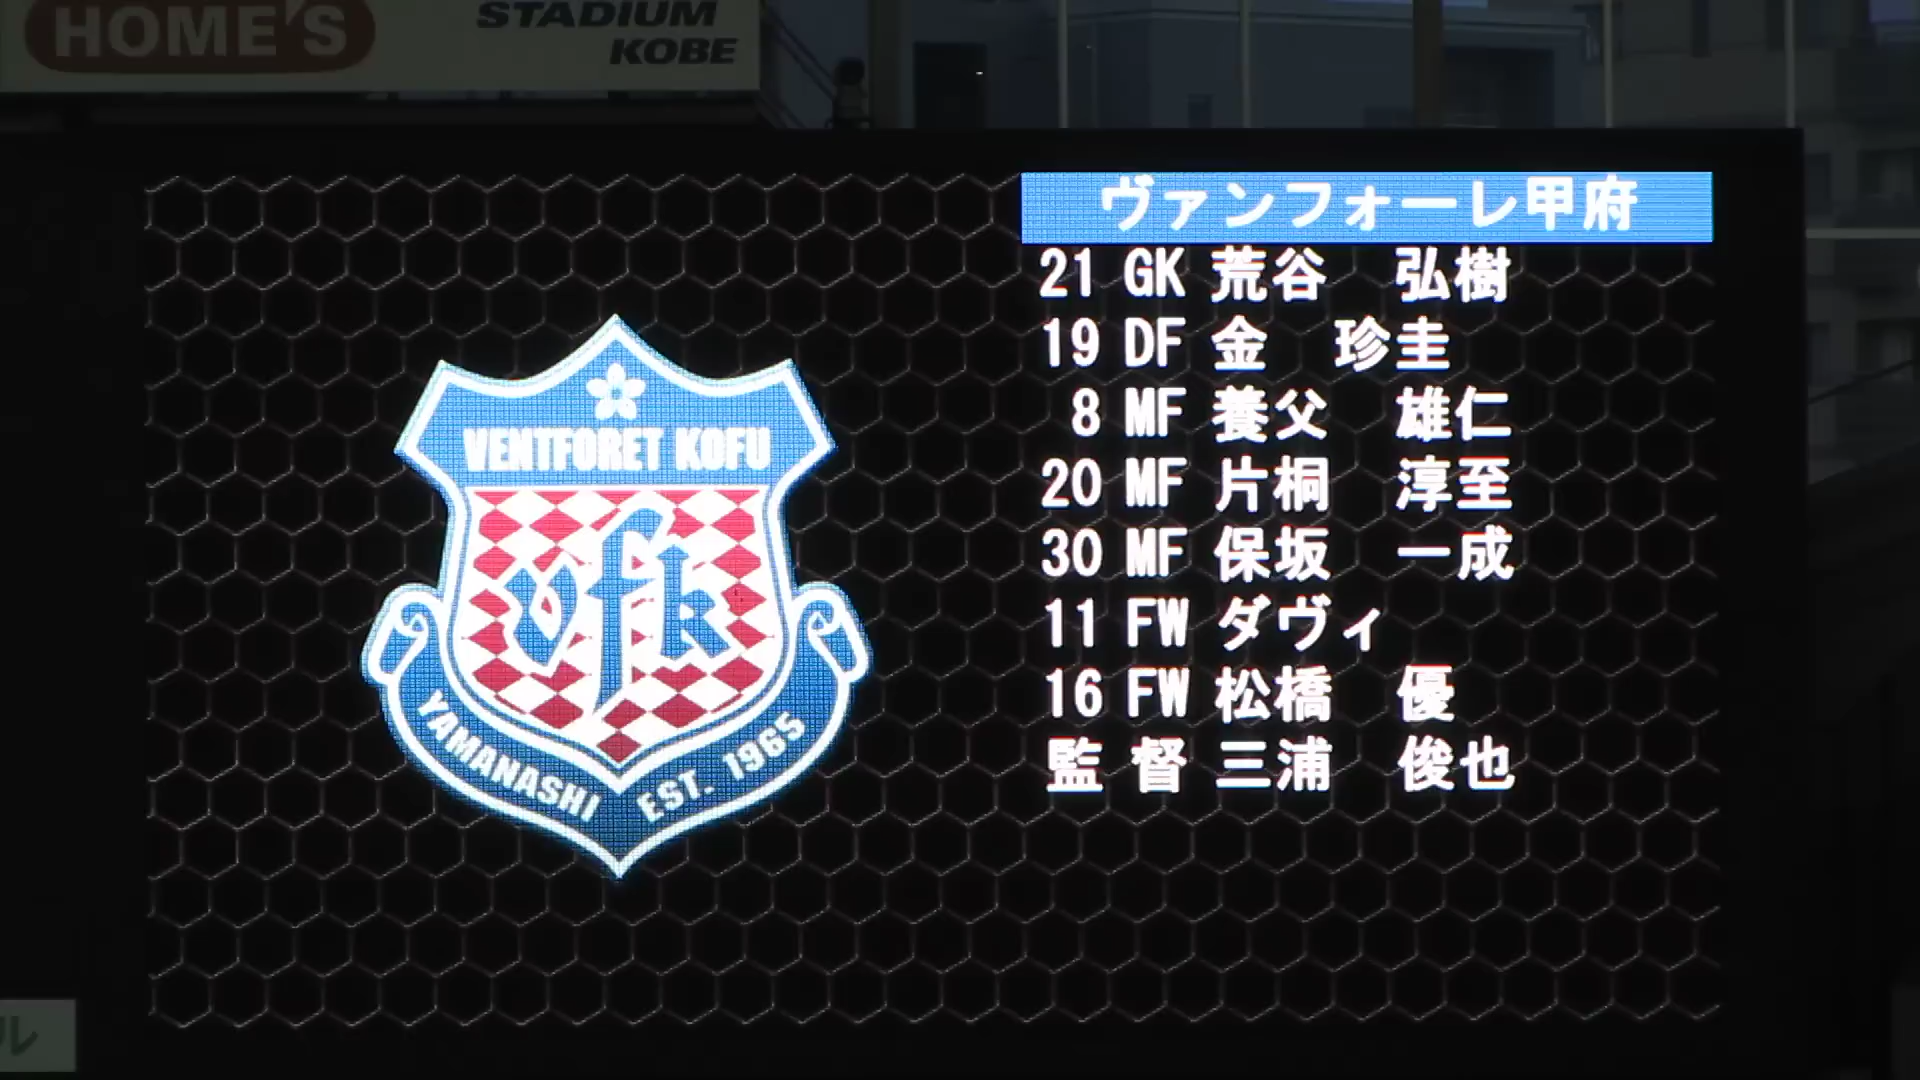 HOME'S
STADIUM
KOBE
ヴァンフォーレ甲府
21 GK 荒谷 弘樹
19 DF 金 珍圭
8 MF 養父 雄仁
20 MF 片桐 淳至
30 MF 保坂 一成
11 FW ダヴィ
16 FW 松橋 優
監 督 三浦 俊也
VENTFORET KOFU
vfk
YAMANASHI EST. 1965
ル